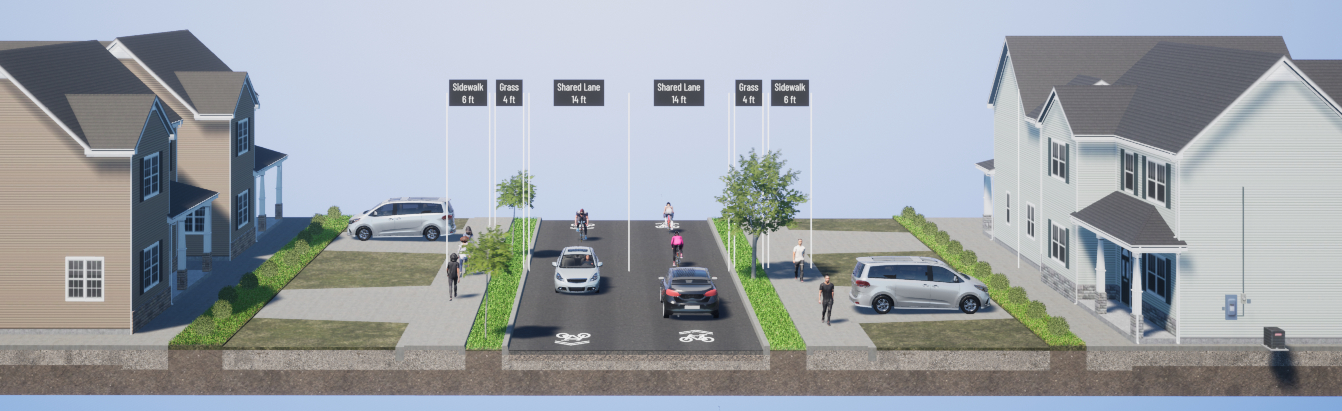 Sidewalk
6 ft
Grass
4 ft
Shared Lane
14 ft
Shared Lane
14 ft
Grass
4 ft
Sidewalk
6 ft